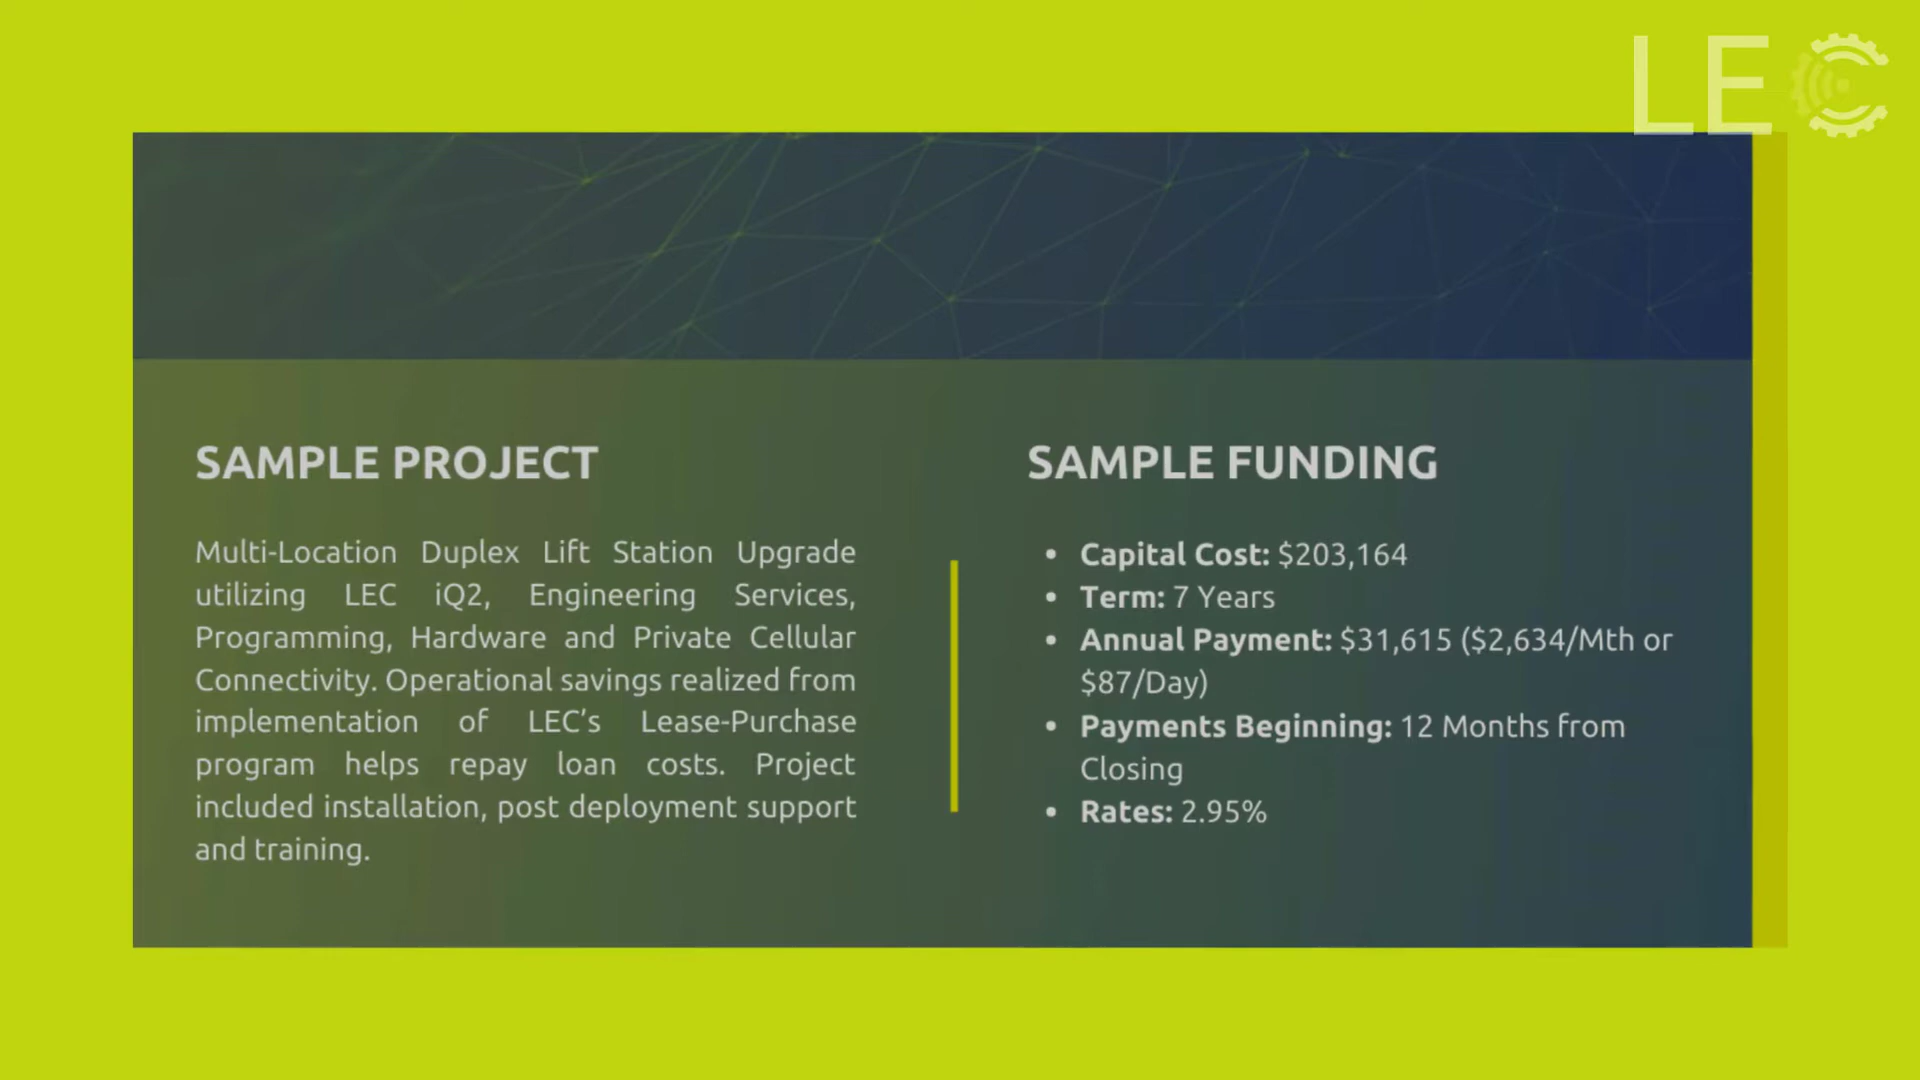 LEC
SAMPLE PROJECT
Multi-Location Duplex Lift Station Upgrade
utilizing LEC iQ2, Engineering Services,
Programming, Hardware and Private Cellular
Connectivity. Operational savings realized from
implementation of LEC’s Lease-Purchase
program helps repay loan costs. Project
included installation, post deployment support
and training.
SAMPLE FUNDING
• Capital Cost: $203,164
• Term: 7 Years
• Annual Payment: $31,615 ($2,634/Mth or
$87/Day)
• Payments Beginning: 12 Months from
Closing
• Rates: 2.95%